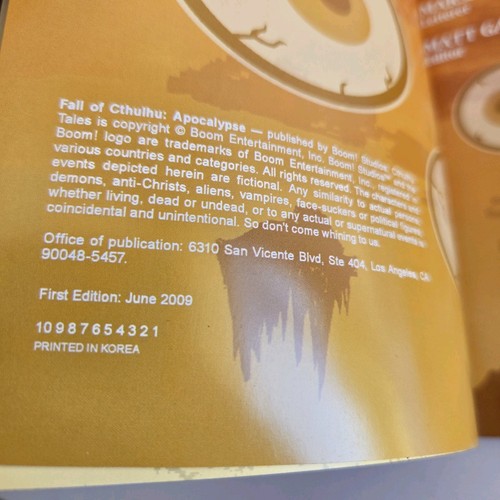 Fall of Cthulhu: Apocalypse — published by Boom! Studios. Cthulhu
Tales is copyright © Boom Entertainment, Inc. Boom! Studios™ and the
Boom! logo are trademarks of Boom Entertainment, Inc., registered in
various countries and categories. All rights reserved. The characters and
events depicted herein are fictional. Any similarity to actual persons,
demons, anti-Christs, aliens, vampires, face-suckers or political figures,
whether living, dead or undead, or to any actual or supernatural events is
coincidental and unintentional. So don't come whining to us.
Office of publication: 6310 San Vicente Blvd, Ste 404, Los Angeles, CA
90048-5457.
First Edition: June 2009
10 9 8 7 6 5 4 3 2 1
PRINTED IN KOREA
MATT